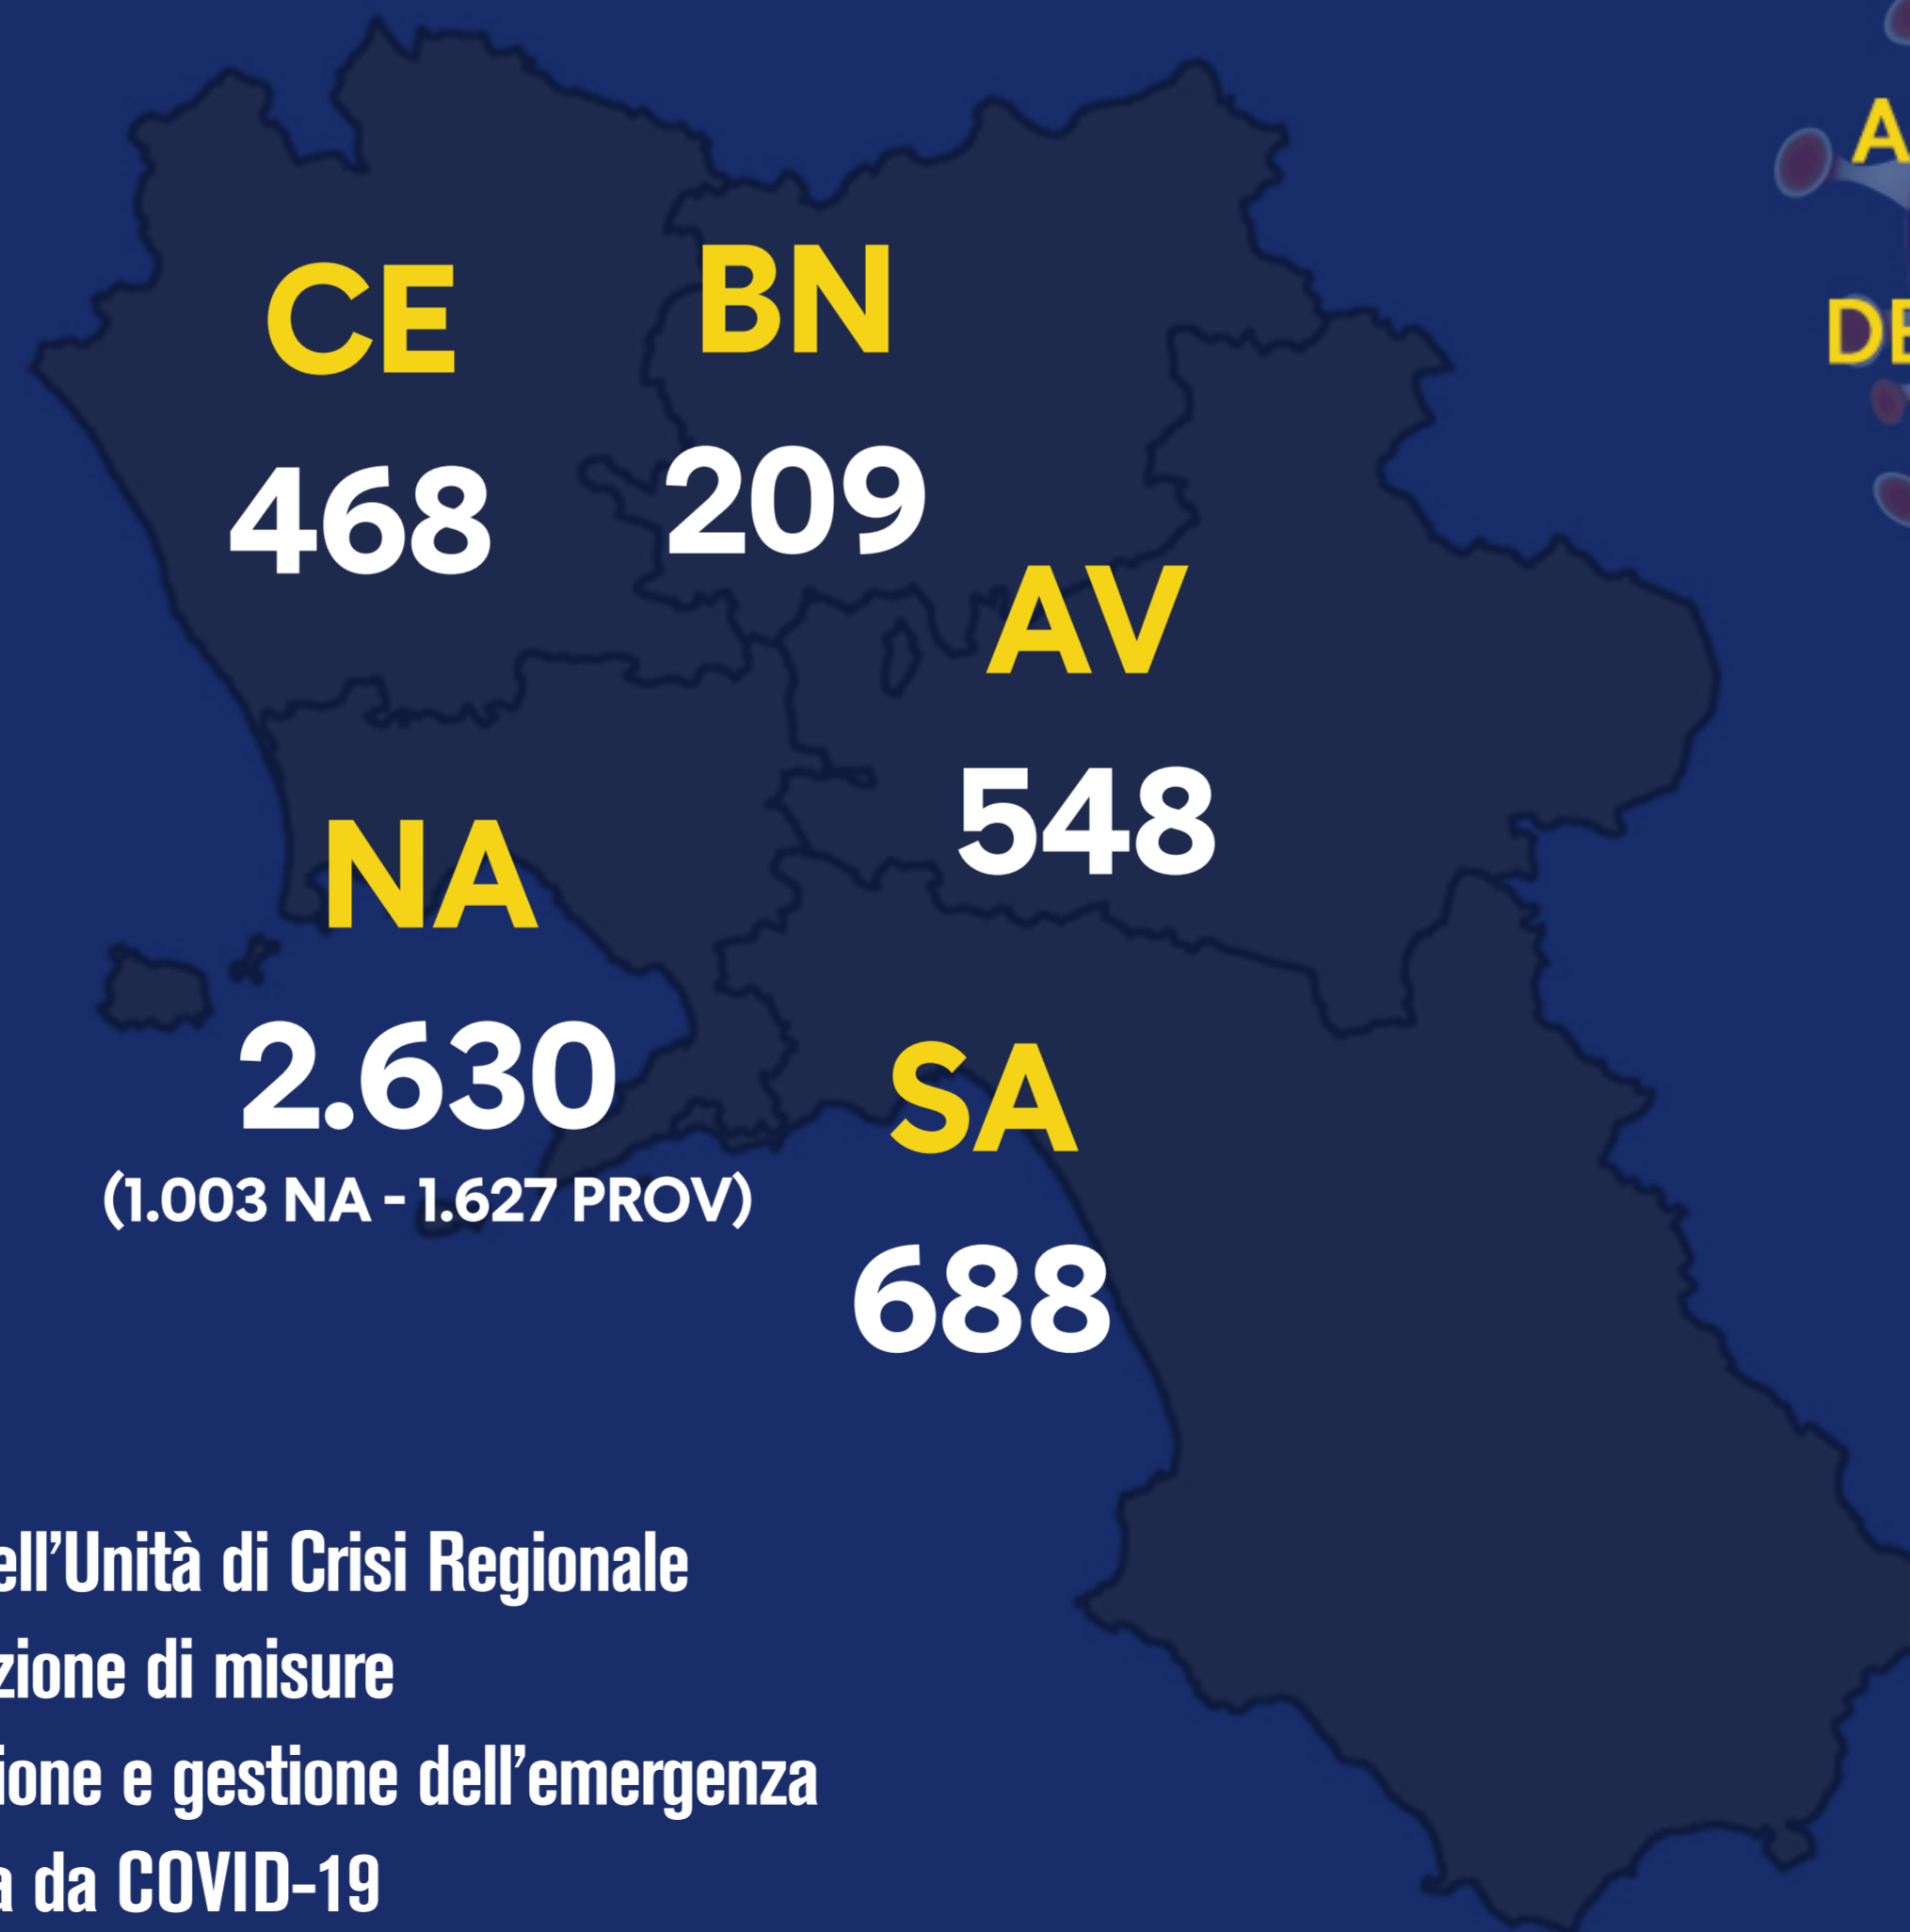 CE
468
BN
209
AV
548
NA
2.630
(1.003 NA - 1.627 PROV)
SA
688
ell'Unità di Crisi Regionale
zione di misure
ione e gestione dell'emergenza
a da COVID-19
A
DE